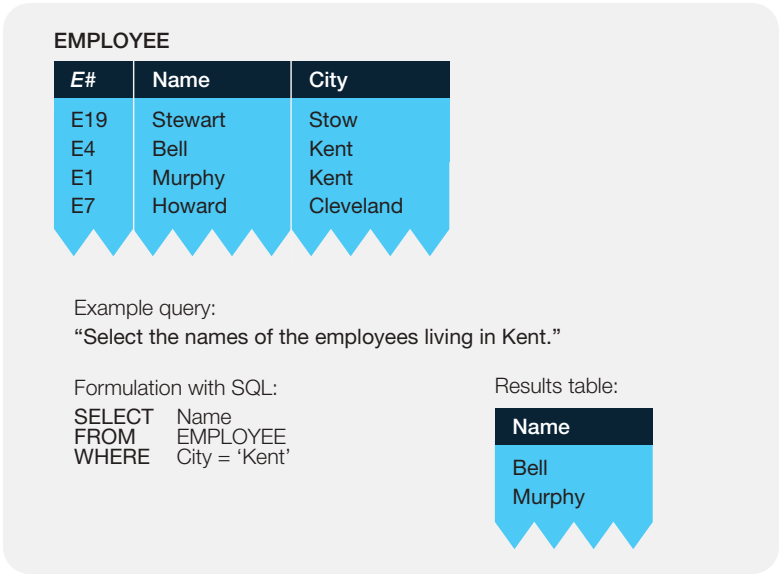 EMPLOYEE
E# Name City
E19 Stewart Stow
E4 Bell Kent
E1 Murphy Kent
E7 Howard Cleveland
Example query:
“Select the names of the employees living in Kent.”
Formulation with SQL:
SELECT Name
FROM EMPLOYEE
WHERE City = ‘Kent’
Results table:
Name
Bell
Murphy